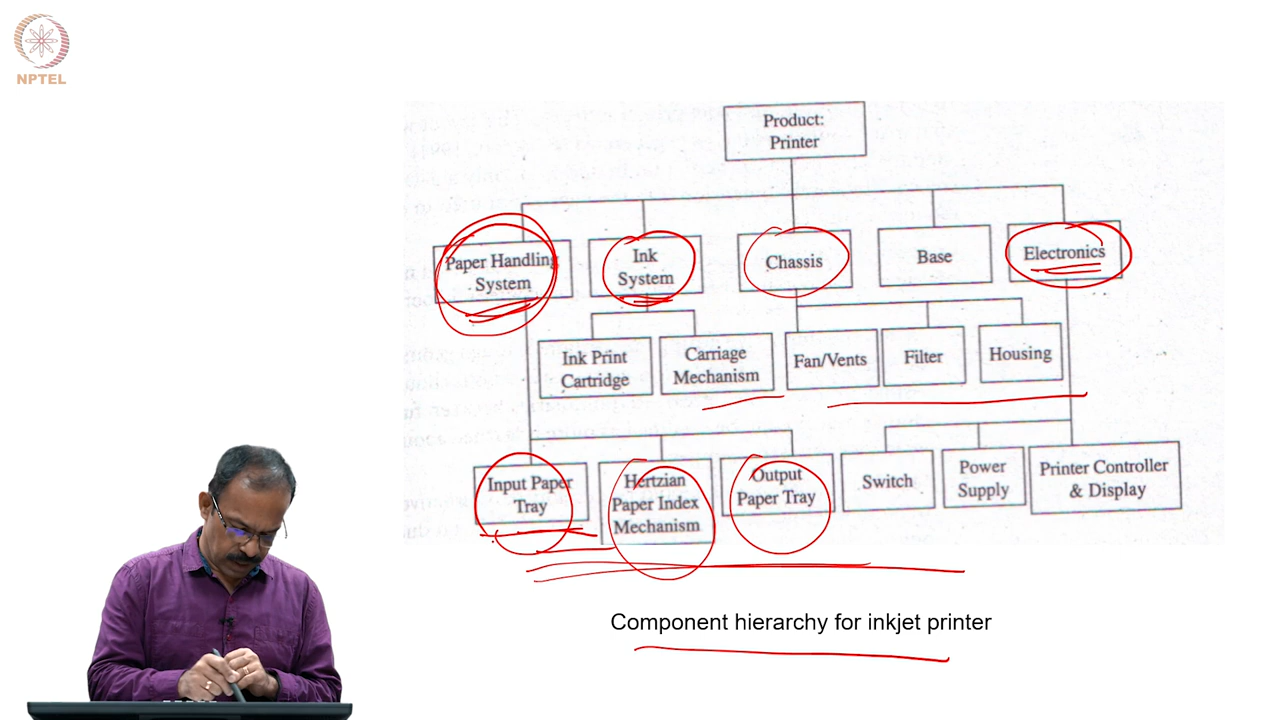 NPTEL
Product:
Printer
Paper Handling
System
Ink
System
Chassis
Base
Electronics
Ink Print
Cartridge
Carriage
Mechanism
Fan/Vents
Filter
Housing
Input Paper
Tray
Hertzian
Paper Index
Mechanism
Output
Paper Tray
Switch
Power
Supply
Printer Controller
& Display
Component hierarchy for inkjet printer